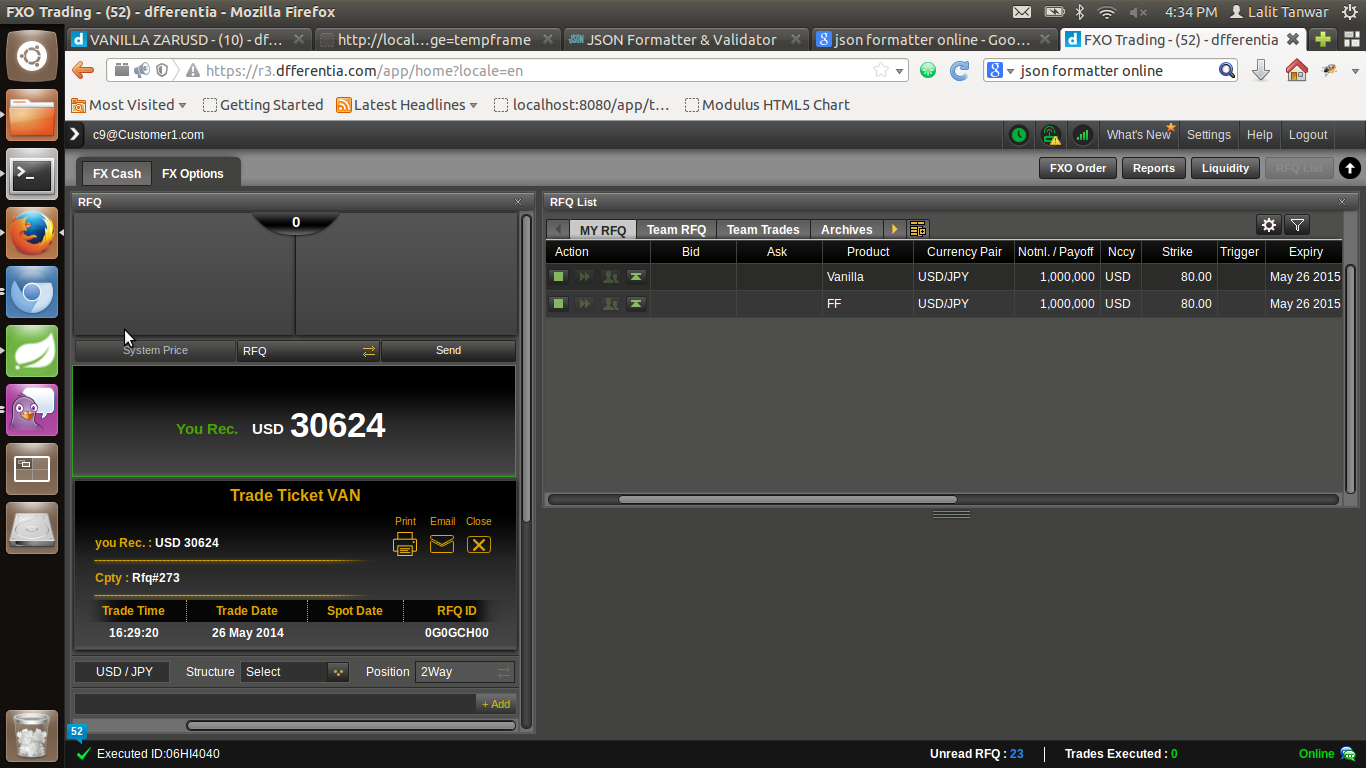 FXO Trading - (52) - dfferentia - Mozilla Firefox
4:34 PM Lalit Tanwar
VANILLA ZARUSD - (10) - df... http://local...ge=tempframe JSON Formatter & Validator json formatter online - Goo... FXO Trading - (52) - dfferentia
https://r3.dfferentia.com/app/home?locale=en json formatter online
Most Visited Getting Started Latest Headlines localhost:8080/app/t... Modulus HTML5 Chart
c9@Customer1.com What's New Settings Help Logout
FX Cash FX Options FXO Order Reports Liquidity RFQ List
RFQ
0
System Price RFQ Send
You Rec. USD 30624
Trade Ticket VAN
Print Email Close
you Rec. : USD 30624
Cpty : Rfq#273
Trade Time Trade Date Spot Date RFQ ID
16:29:20 26 May 2014 0G0GCH00
USD / JPY Structure Select Position 2Way
+ Add
52
RFQ List
MY RFQ Team RFQ Team Trades Archives
Action Bid Ask Product Currency Pair Notnl. / Payoff Nccy Strike Trigger Expiry
Vanilla USD/JPY 1,000,000 USD 80.00 May 26 2015
FF USD/JPY 1,000,000 USD 80.00 May 26 2015
Executed ID:06HI4040 Unread RFQ : 23 Trades Executed : 0 Online